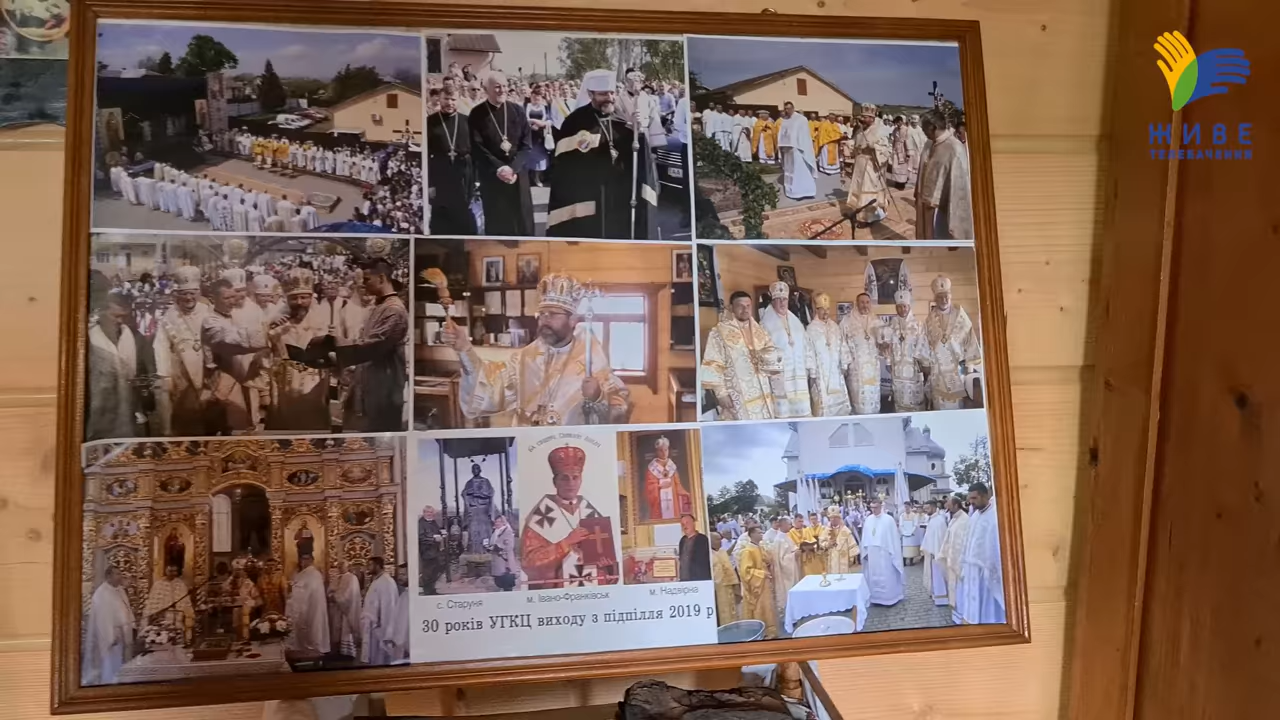 ЖИВЕ
ТЕЛЕБАЧЕННЯ
с. Старуня
м. Івано-Франківськ
м. Надвірна
30 років УГКЦ виходу з підпілля 2019 р